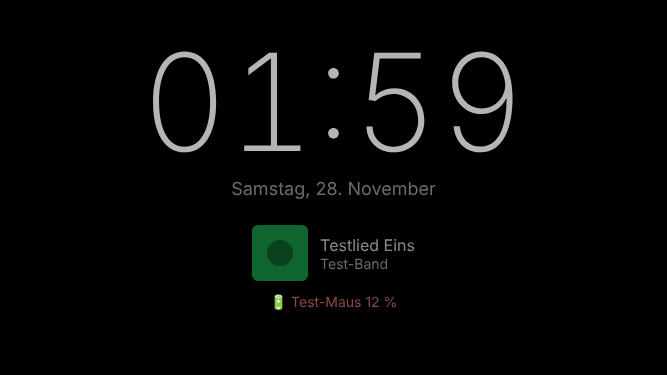 01:59
Samstag, 28. November
Testlied Eins
Test-Band
🔋 Test-Maus 12 %